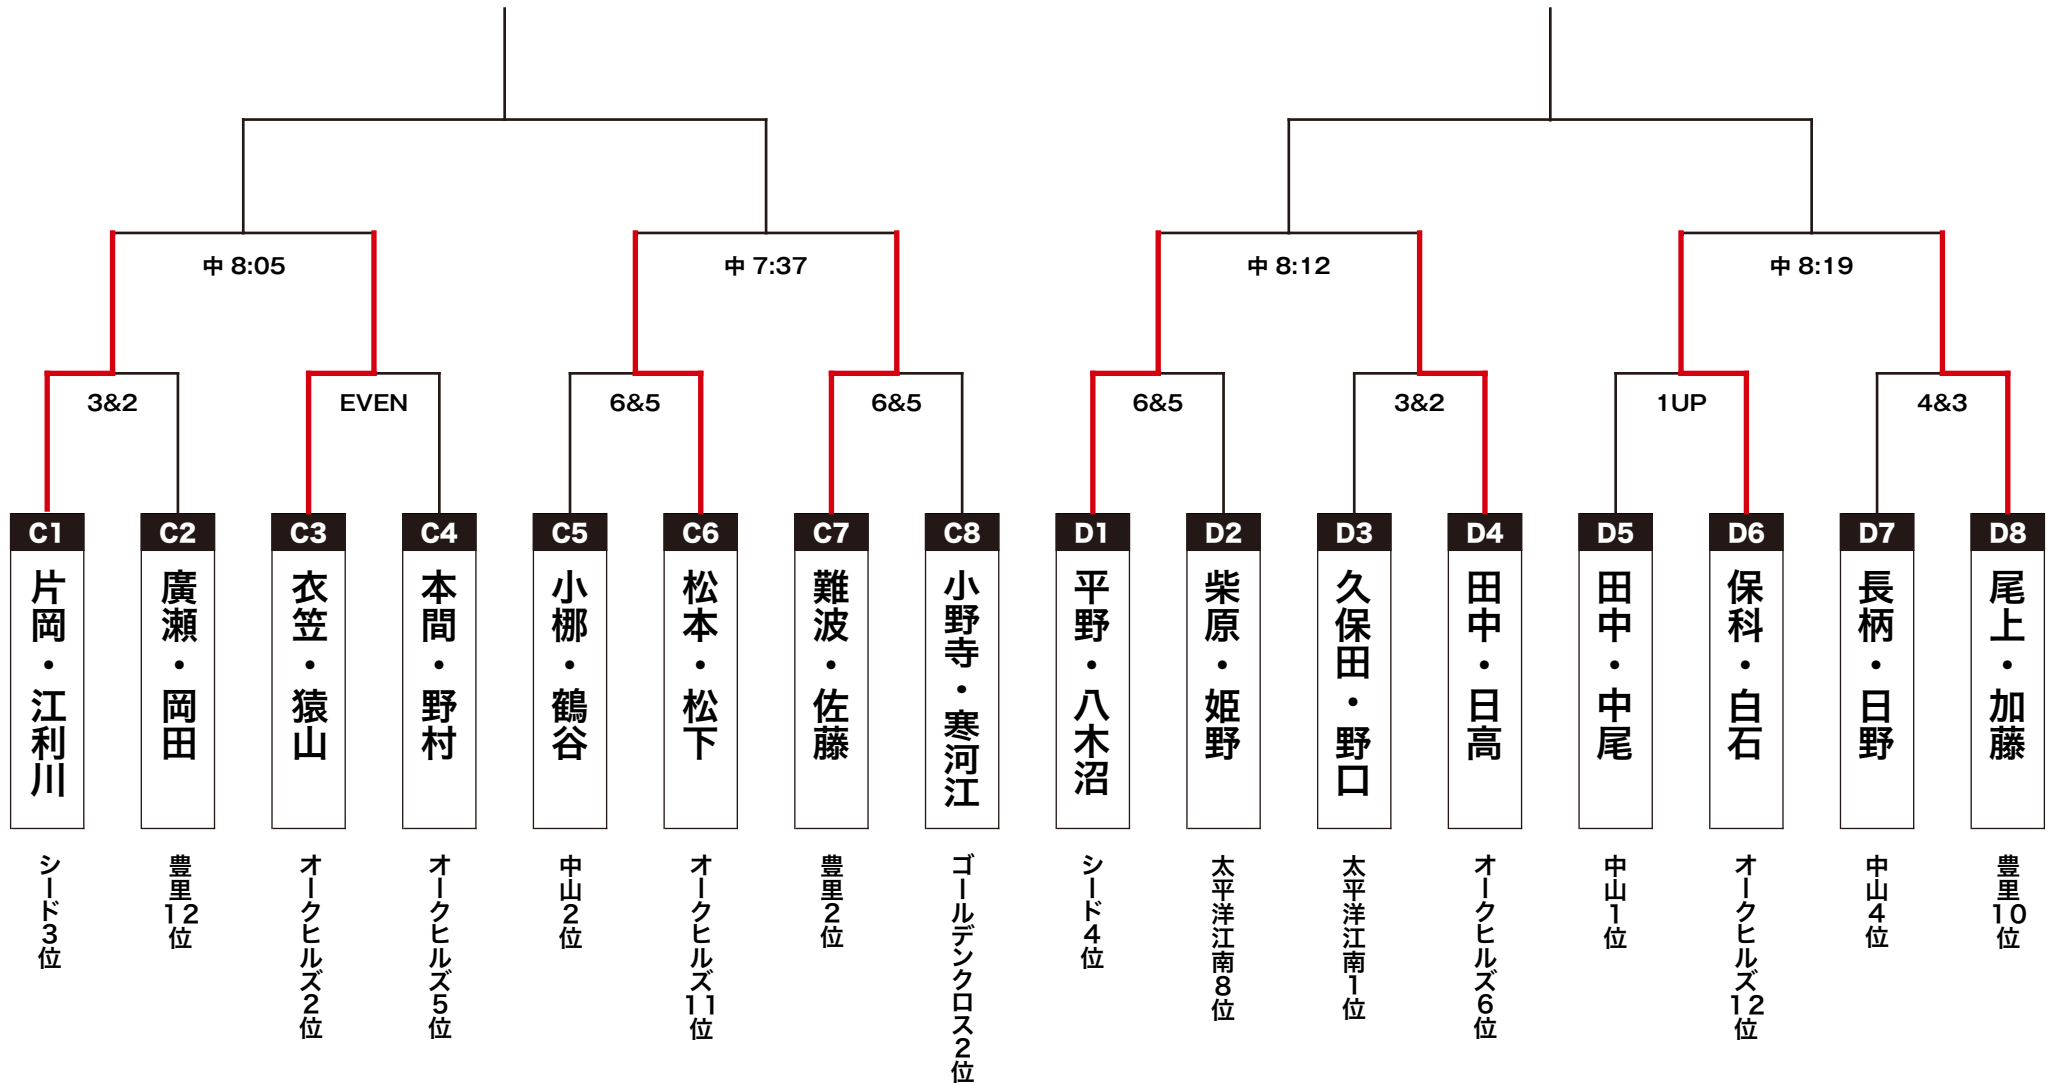 中 8:05
中 7:37
中 8:12
中 8:19
3&2
EVEN
6&5
6&5
6&5
3&2
1UP
4&3
C1
C2
C3
C4
C5
C6
C7
C8
D1
D2
D3
D4
D5
D6
D7
D8
片岡・江利川
廣瀬・岡田
衣笠・猿山
本間・野村
小梛・鶴谷
松本・松下
難波・佐藤
小野寺・寒河江
平野・八木沼
柴原・姫野
久保田・野口
田中・日高
田中・中尾
保科・白石
長柄・日野
尾上・加藤
シード3位
豊里12位
オークヒルズ2位
オークヒルズ5位
中山2位
オークヒルズ11位
豊里2位
ゴールデンクロス2位
シード4位
太平洋江南8位
太平洋江南1位
オークヒルズ6位
中山1位
オークヒルズ12位
中山4位
豊里10位